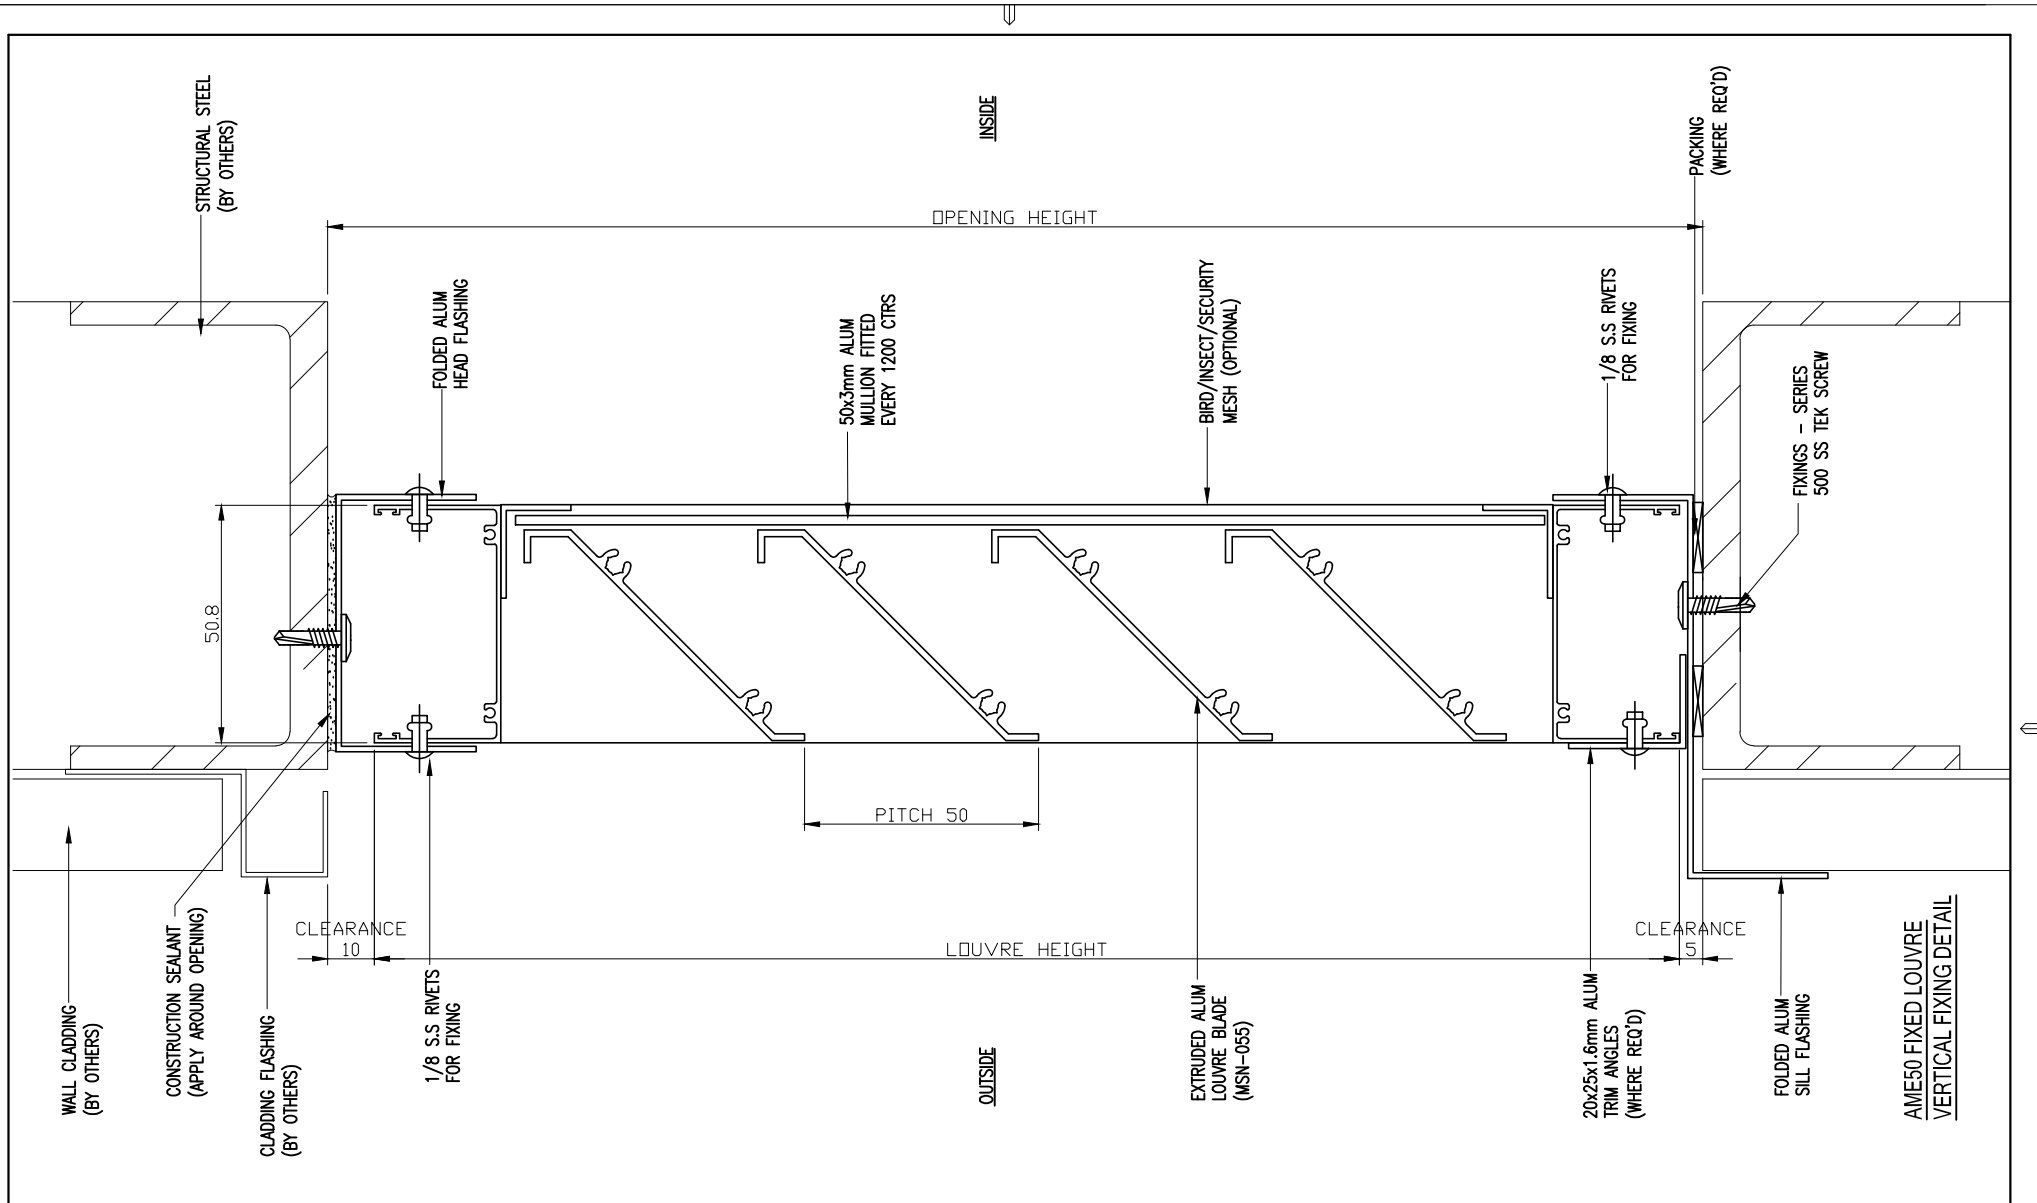 STRUCTURAL STEEL
(BY OTHERS)
INSIDE
PACKING
(WHERE REQ'D)
OPENING HEIGHT
FOLDED ALUM
HEAD FLASHING
50x3mm ALUM
MULLION FITTED
EVERY 1200 CTRS
BIRD/INSECT/SECURITY
MESH (OPTIONAL)
1/8 S.S RIVETS
FOR FIXING
FIXINGS - SERIES
500 SS TEK SCREW
50.8
PITCH 50
CLEARANCE
10
LOUVRE HEIGHT
CLEARANCE
5
WALL CLADDING
(BY OTHERS)
CONSTRUCTION SEALANT
(APPLY AROUND OPENING)
CLADDING FLASHING
(BY OTHERS)
1/8 S.S RIVETS
FOR FIXING
OUTSIDE
EXTRUDED ALUM
LOUVRE BLADE
(MSN-055)
20x25x1.6mm ALUM
TRIM ANGLES
(WHERE REQ'D)
FOLDED ALUM
SILL FLASHING
AME50 FIXED LOUVRE
VERTICAL FIXING DETAIL